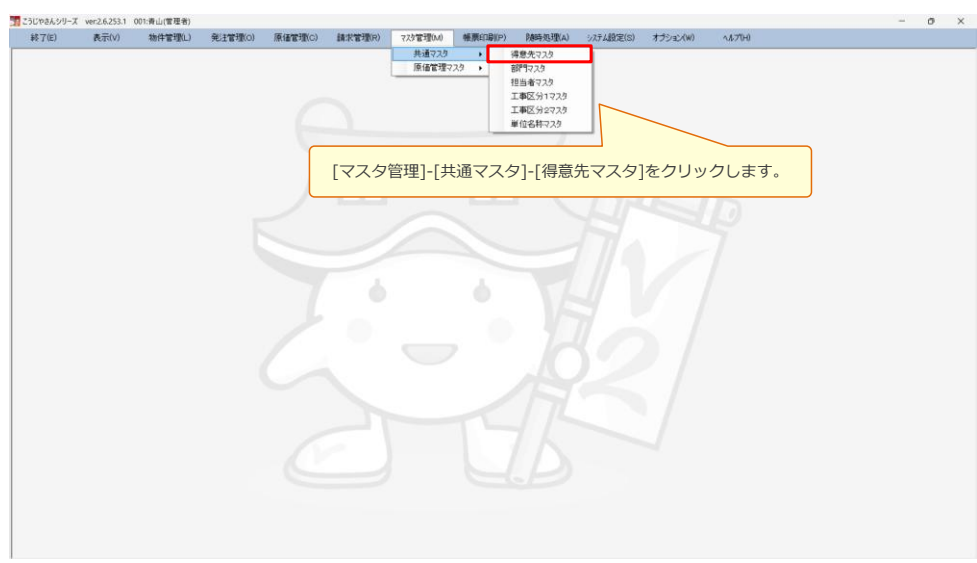 こうじやさんシリーズ ver:2.6.253.1 001:青山(管理者)
終了(E) 表示(V) 物件管理(L) 発注管理(O) 原価管理(C) 請求管理(R) マスタ管理(M) 帳票印刷(P) 随時処理(A) システム設定(S) オプション(W) ヘルプ(H)
共通マスタ
原価管理マスタ
得意先マスタ
部門マスタ
担当者マスタ
工事区分1マスタ
工事区分2マスタ
単位名称マスタ
[マスタ管理]-[共通マスタ]-[得意先マスタ]をクリックします。
V2